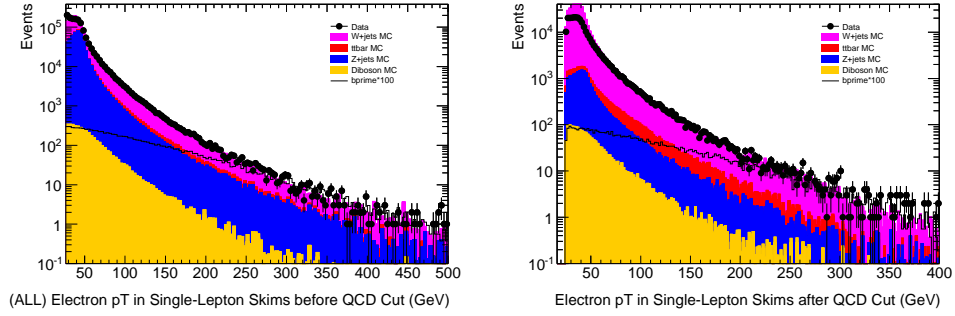 Events
10^5
10^4
10^3
10^2
10
1
10^-1
Data
W+jets MC
ttbar MC
Z+jets MC
Diboson MC
bprime*100
50 100 150 200 250 300 350 400 450 500
(ALL) Electron pT in Single-Lepton Skims before QCD Cut (GeV)
Events
10^4
10^3
10^2
10
1
10^-1
Data
W+jets MC
ttbar MC
Z+jets MC
Diboson MC
bprime*100
50 100 150 200 250 300 350 400
Electron pT in Single-Lepton Skims after QCD Cut (GeV)